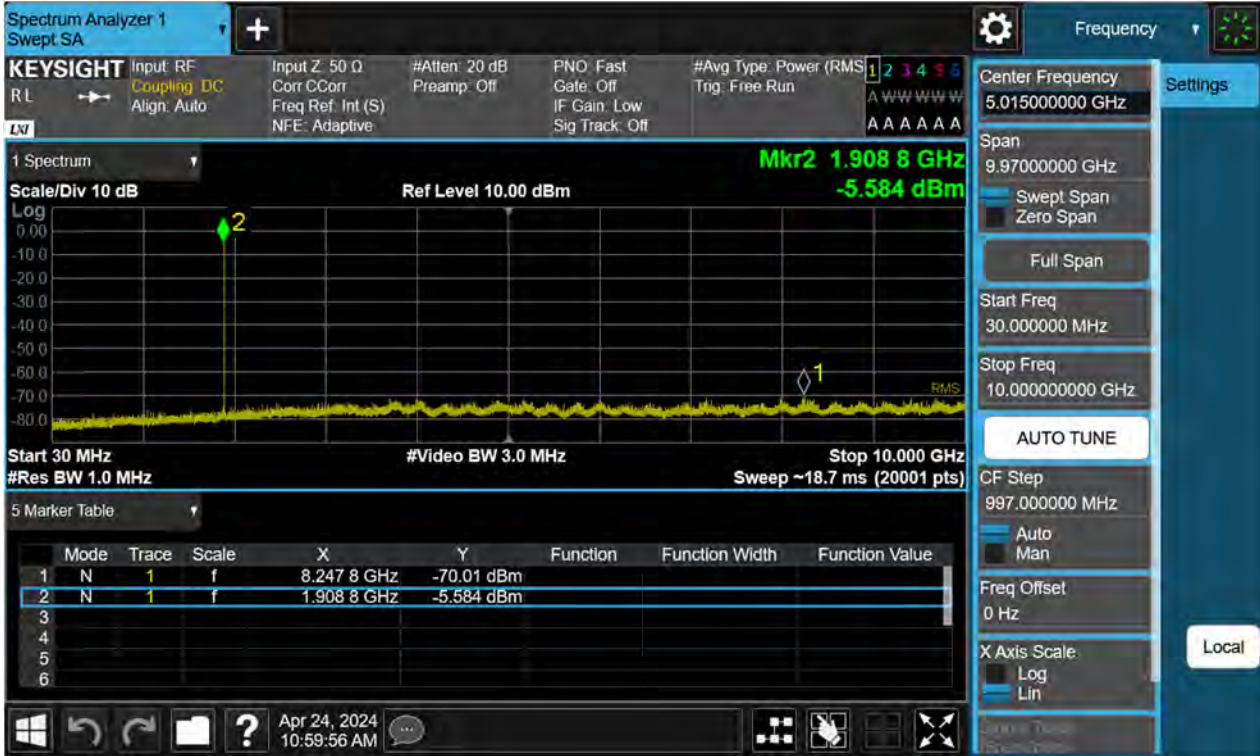 Spectrum Analyzer 1
Swept SA
+
Frequency
KEYSIGHT
RL
LXI
Input: RF
Coupling: DC
Align: Auto
Input Z: 50 Ω
Corr CCorr
Freq Ref: Int (S)
NFE: Adaptive
#Atten: 20 dB
Preamp: Off
PNO: Fast
Gate: Off
IF Gain: Low
Sig Track: Off
#Avg Type: Power (RMS
Trig: Free Run
1 2 3 4 5 6
A W W W W W
A A A A A A
1 Spectrum
Mkr2 1.908 8 GHz
Scale/Div 10 dB
Ref Level 10.00 dBm
-5.584 dBm
Log
0.00
-10.0
-20.0
-30.0
-40.0
-50.0
-60.0
-70.0
-80.0
2
1
RMS
Start 30 MHz
#Video BW 3.0 MHz
Stop 10.000 GHz
#Res BW 1.0 MHz
Sweep ~18.7 ms (20001 pts)
5 Marker Table
Mode Trace Scale X Y Function Function Width Function Value
1 N 1 f 8.247 8 GHz -70.01 dBm
2 N 1 f 1.908 8 GHz -5.584 dBm
3
4
5
6
?
Apr 24, 2024
10:59:56 AM
Center Frequency
5.015000000 GHz
Settings
Span
9.97000000 GHz
Swept Span
Zero Span
Full Span
Start Freq
30.000000 MHz
Stop Freq
10.000000000 GHz
AUTO TUNE
CF Step
997.000000 MHz
Auto
Man
Freq Offset
0 Hz
X Axis Scale
Log
Lin
Local